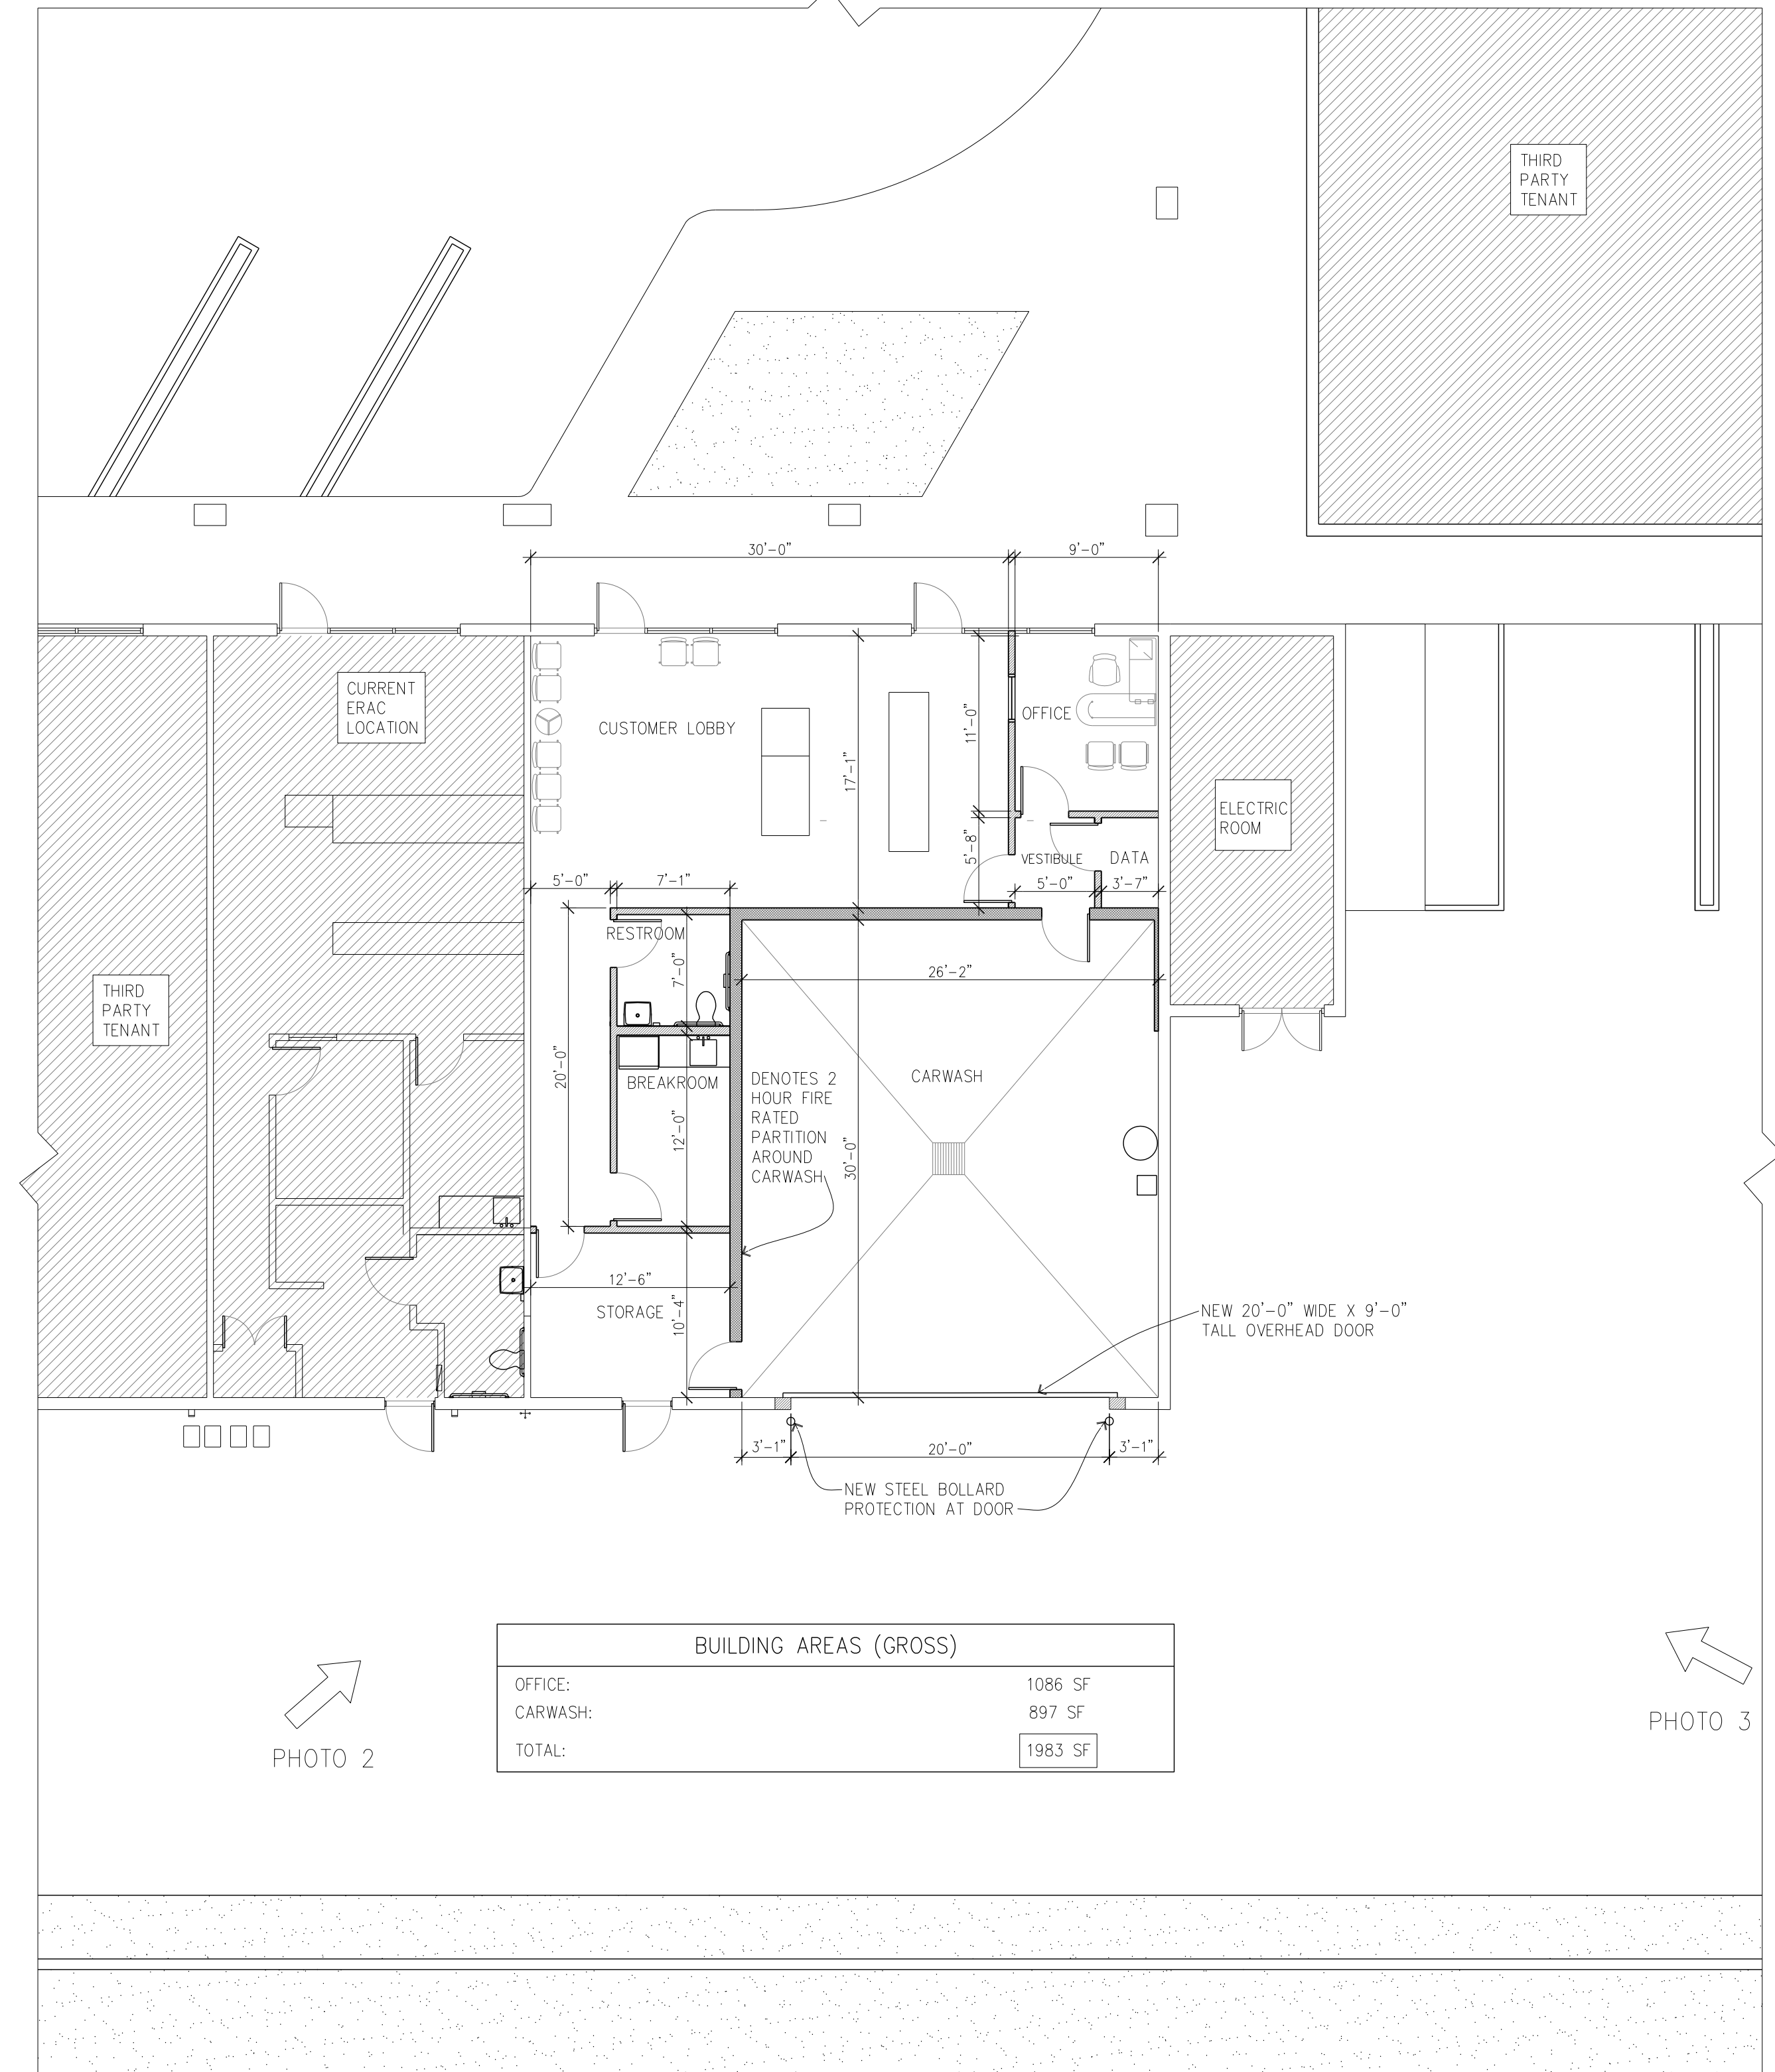 THIRD
PARTY
TENANT
30'-0"
9'-0"
CURRENT
ERAC
LOCATION
CUSTOMER LOBBY
17'-1"
11'-0"
OFFICE
5'-8"
ELECTRIC
ROOM
VESTIBULE
DATA
5'-0"
7'-1"
5'-0"
3'-7"
RESTROOM
7'-0"
26'-2"
THIRD
PARTY
TENANT
20'-0"
BREAKROOM
12'-0"
DENOTES 2
HOUR FIRE
RATED
PARTITION
AROUND
CARWASH
CARWASH
30'-0"
12'-6"
STORAGE
10'-4"
NEW 20'-0" WIDE X 9'-0"
TALL OVERHEAD DOOR
3'-1"
20'-0"
3'-1"
NEW STEEL BOLLARD
PROTECTION AT DOOR
BUILDING AREAS (GROSS)
OFFICE: 1086 SF
CARWASH: 897 SF
TOTAL: 1983 SF
PHOTO 2
PHOTO 3